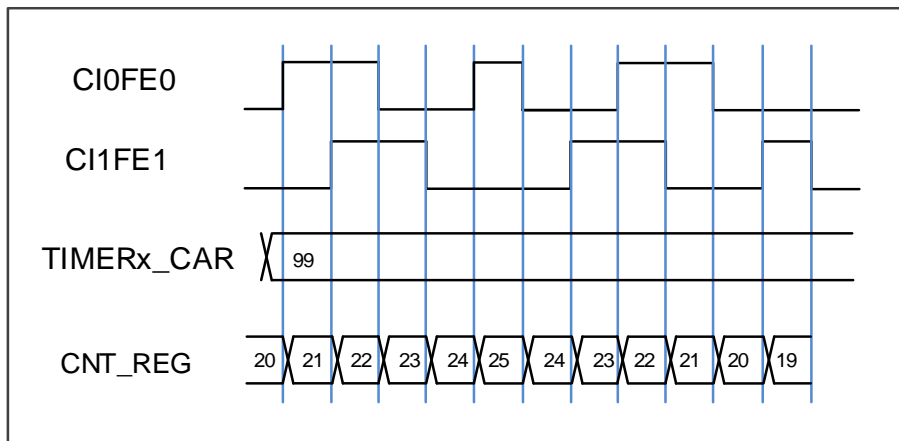 CI0FE0
CI1FE1
TIMERx_CAR 99
CNT_REG 20 21 22 23 24 25 24 23 22 21 20 19